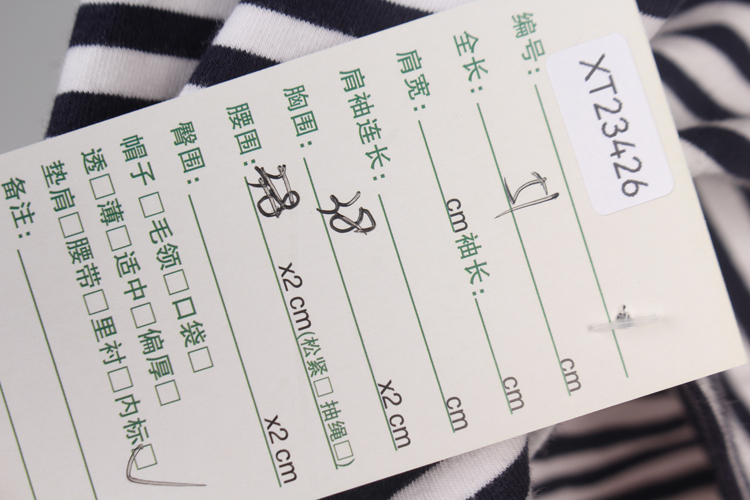 编号: XT23426
全长: cm
肩宽: cm 袖长: cm
肩袖连长: cm
胸围: 38 x2 cm
腰围: x2 cm (松紧□ 抽绳□)
臀围: x2 cm
帽子□ 毛领□ 口袋□
透□ 薄□ 适中□ 偏厚□
垫肩□ 腰带□ 里衬□ 内标□
备注: